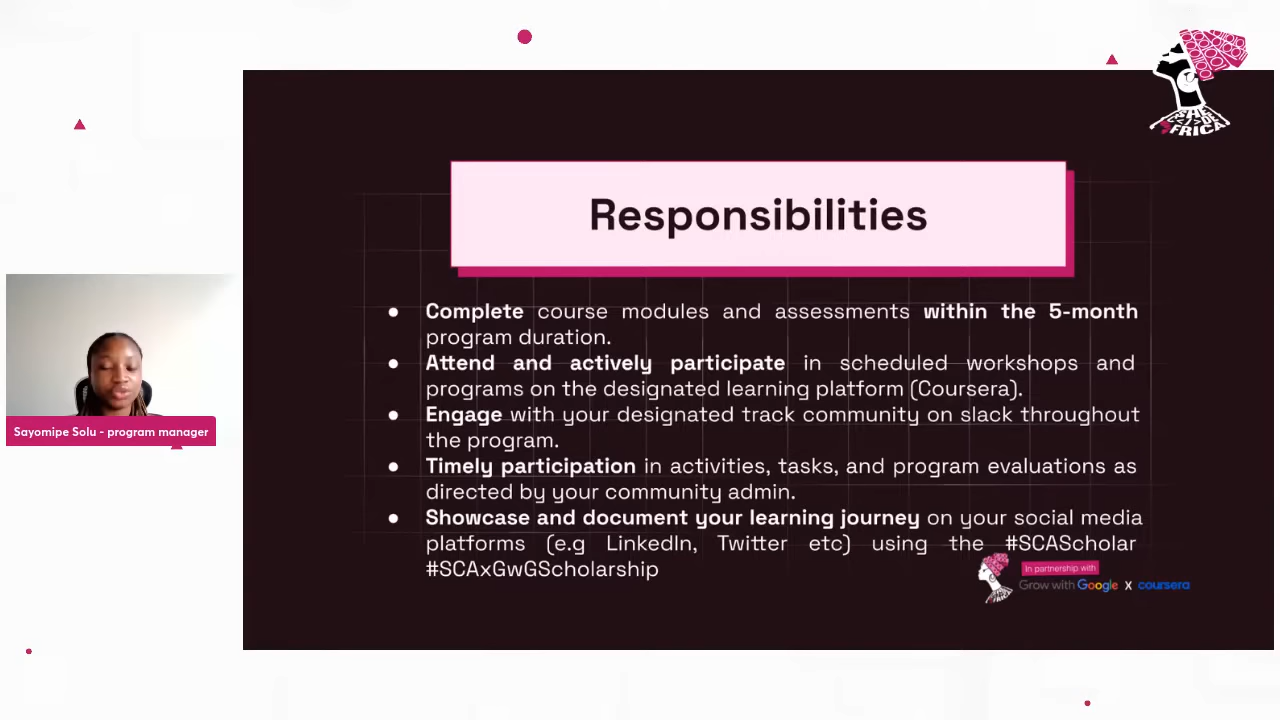 SHE
CODE
AFRICA
Responsibilities
● Complete course modules and assessments within the 5-month
program duration.
● Attend and actively participate in scheduled workshops and
programs on the designated learning platform (Coursera).
● Engage with your designated track community on slack throughout
the program.
● Timely participation in activities, tasks, and program evaluations as
directed by your community admin.
● Showcase and document your learning journey on your social media
platforms (e.g LinkedIn, Twitter etc) using the #SCAScholar
#SCAxGwGScholarship
Sayomipe Solu - program manager
In partnership with
Grow with Google X coursera